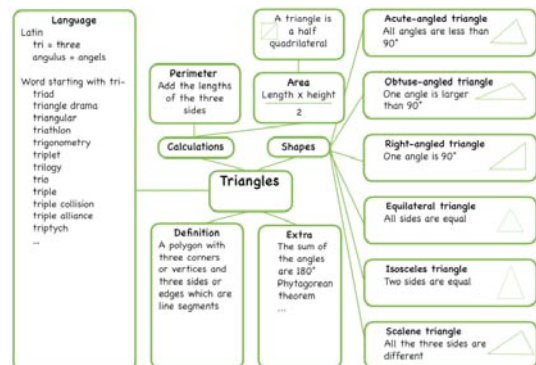 Language
Latin
tri = three
angulus = angels
Word starting with tri-
triad
triangle drama
triangular
triathlon
trigonometry
triplet
trilogy
trio
triple
triple collision
triple alliance
triptych
...
Perimeter
Add the lengths
of the three
sides
A triangle is
a half
quadrilateral
Area
Length x height
2
Calculations
Shapes
Triangles
Definition
A polygon with
three corners
or vertices and
three sides or
edges which are
line segments
Extra
The sum of
the angles
are 180°
Phytagorean
theorem
...
Acute-angled triangle
All angles are less than
90°
Obtuse-angled triangle
One angle is larger
than 90°
Right-angled triangle
One angle is 90°
Equilateral triangle
All sides are equal
Isosceles triangle
Two sides are equal
Scalene triangle
All the three sides are
different